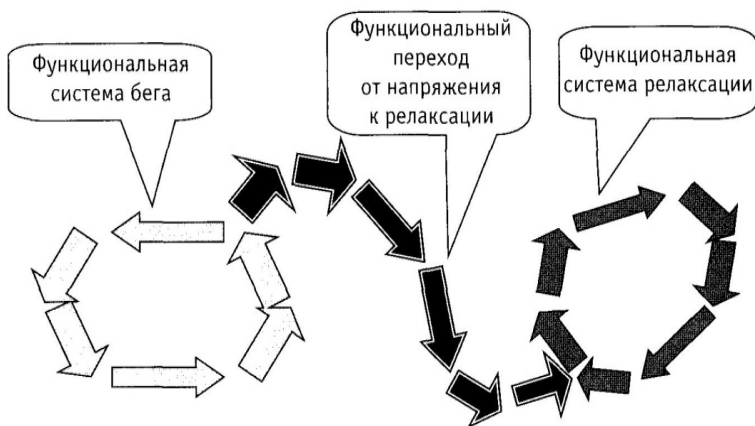 Функциональная
система бега
Функциональный
переход
от напряжения
к релаксации
Функциональная
система релаксации